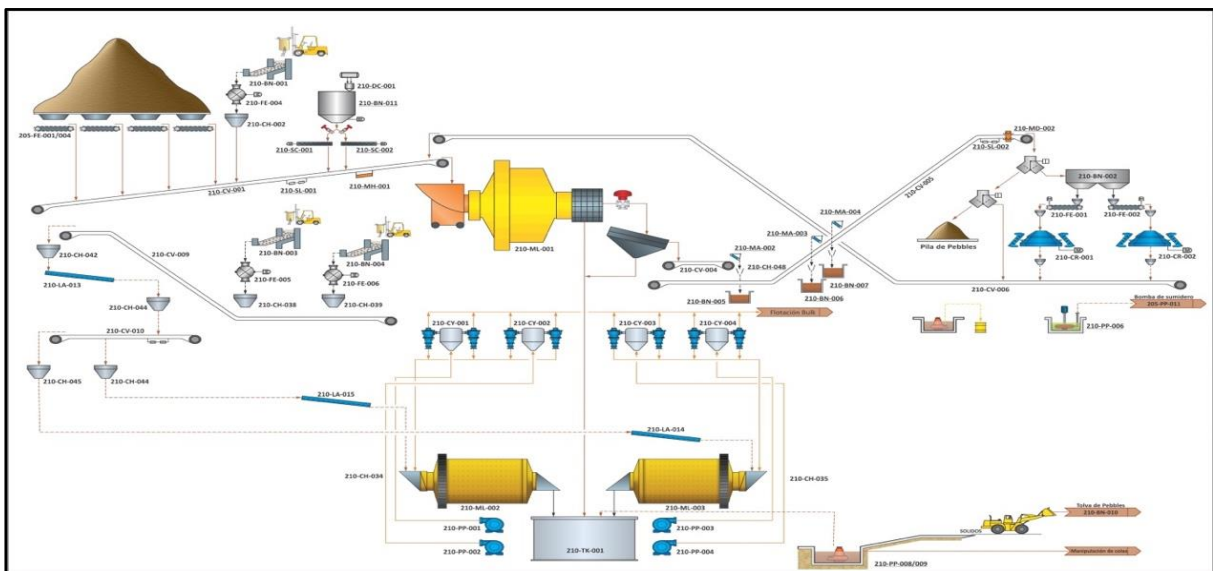 210-BN-001
210-FE-004
210-CH-002
205-FE-001/004
210-DC-001
210-BN-011
210-SC-001
210-SC-002
210-CV-001
210-SL-001
210-MH-001
210-ML-001
210-MD-002
210-SL-002
210-CV-005
210-BN-002
210-FE-001
210-FE-002
Pila de Pebbles
210-CR-001
210-CR-002
210-MA-004
210-MA-003
210-MA-002
210-CV-004
210-CH-048
210-BN-005
210-BN-006
210-BN-007
210-CV-006
210-CH-042
210-CV-009
210-LA-013
210-CH-044
210-CV-010
210-CH-045
210-CH-044
210-BN-003
210-FE-005
210-CH-038
210-BN-004
210-FE-006
210-CH-039
210-CY-001
210-CY-002
210-CY-003
210-CY-004
Flotación Bulk
Bomba de sumidero
205-PP-011
210-PP-006
210-LA-015
210-LA-014
210-CH-034
210-CH-035
210-ML-002
210-ML-003
210-PP-001
210-PP-002
210-PP-003
210-PP-004
210-TK-001
Tolva de Pebbles
210-BN-010
SOLIDOS
Manipulación de colas
210-PP-008/009